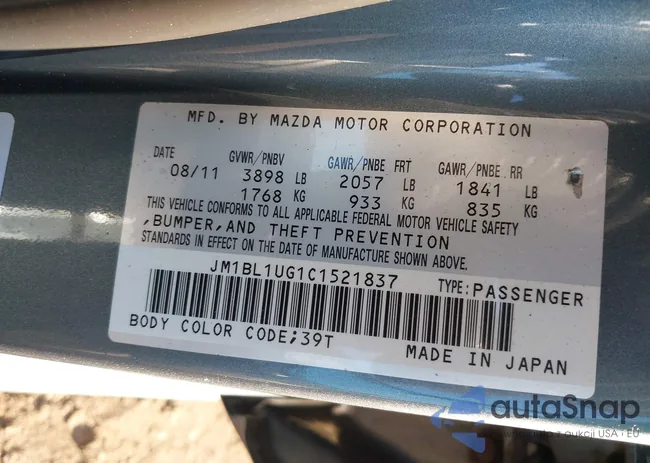 MFD. BY MAZDA MOTOR CORPORATION
DATE GVWR/PNBV GAWR/PNBE FRT GAWR/PNBE RR
08/11 3898 LB 2057 LB 1841 LB
1768 KG 933 KG 835 KG
THIS VEHICLE CONFORMS TO ALL APPLICABLE FEDERAL MOTOR VEHICLE SAFETY
,BUMPER,AND THEFT PREVENTION
STANDARDS IN EFFECT ON THE DATE OF MANUFACTURE SHOWN ABOVE.
JM1BL1UG1C1521837 TYPE:PASSENGER
BODY COLOR CODE;39T
MADE IN JAPAN
autaSnap
aukcji USA • EU